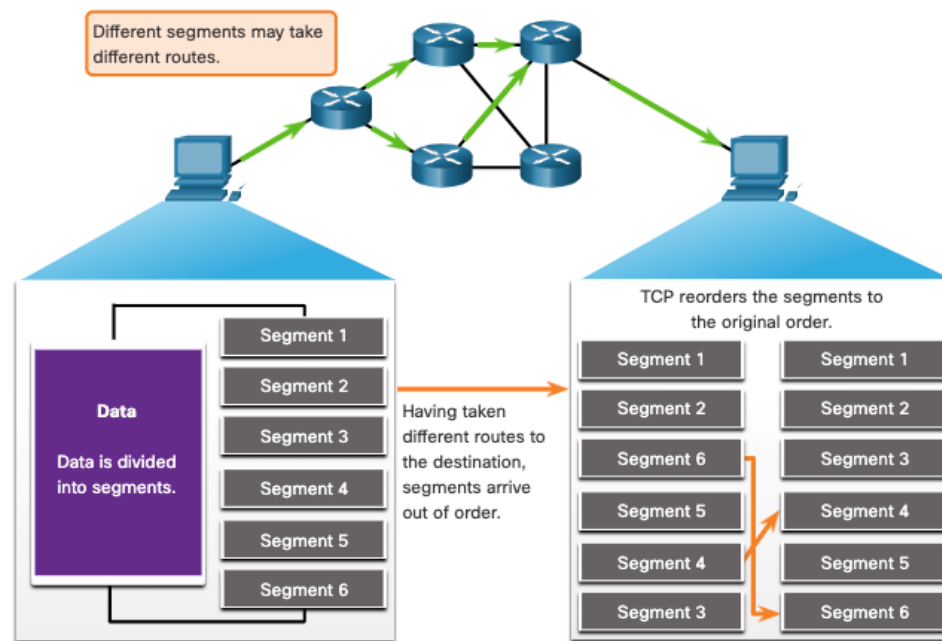 Different segments may take
different routes.
Data
Data is divided
into segments.
Segment 1
Segment 2
Segment 3
Segment 4
Segment 5
Segment 6
Having taken
different routes to
the destination,
segments arrive
out of order.
TCP reorders the segments to
the original order.
Segment 1
Segment 2
Segment 6
Segment 5
Segment 4
Segment 3
Segment 1
Segment 2
Segment 3
Segment 4
Segment 5
Segment 6